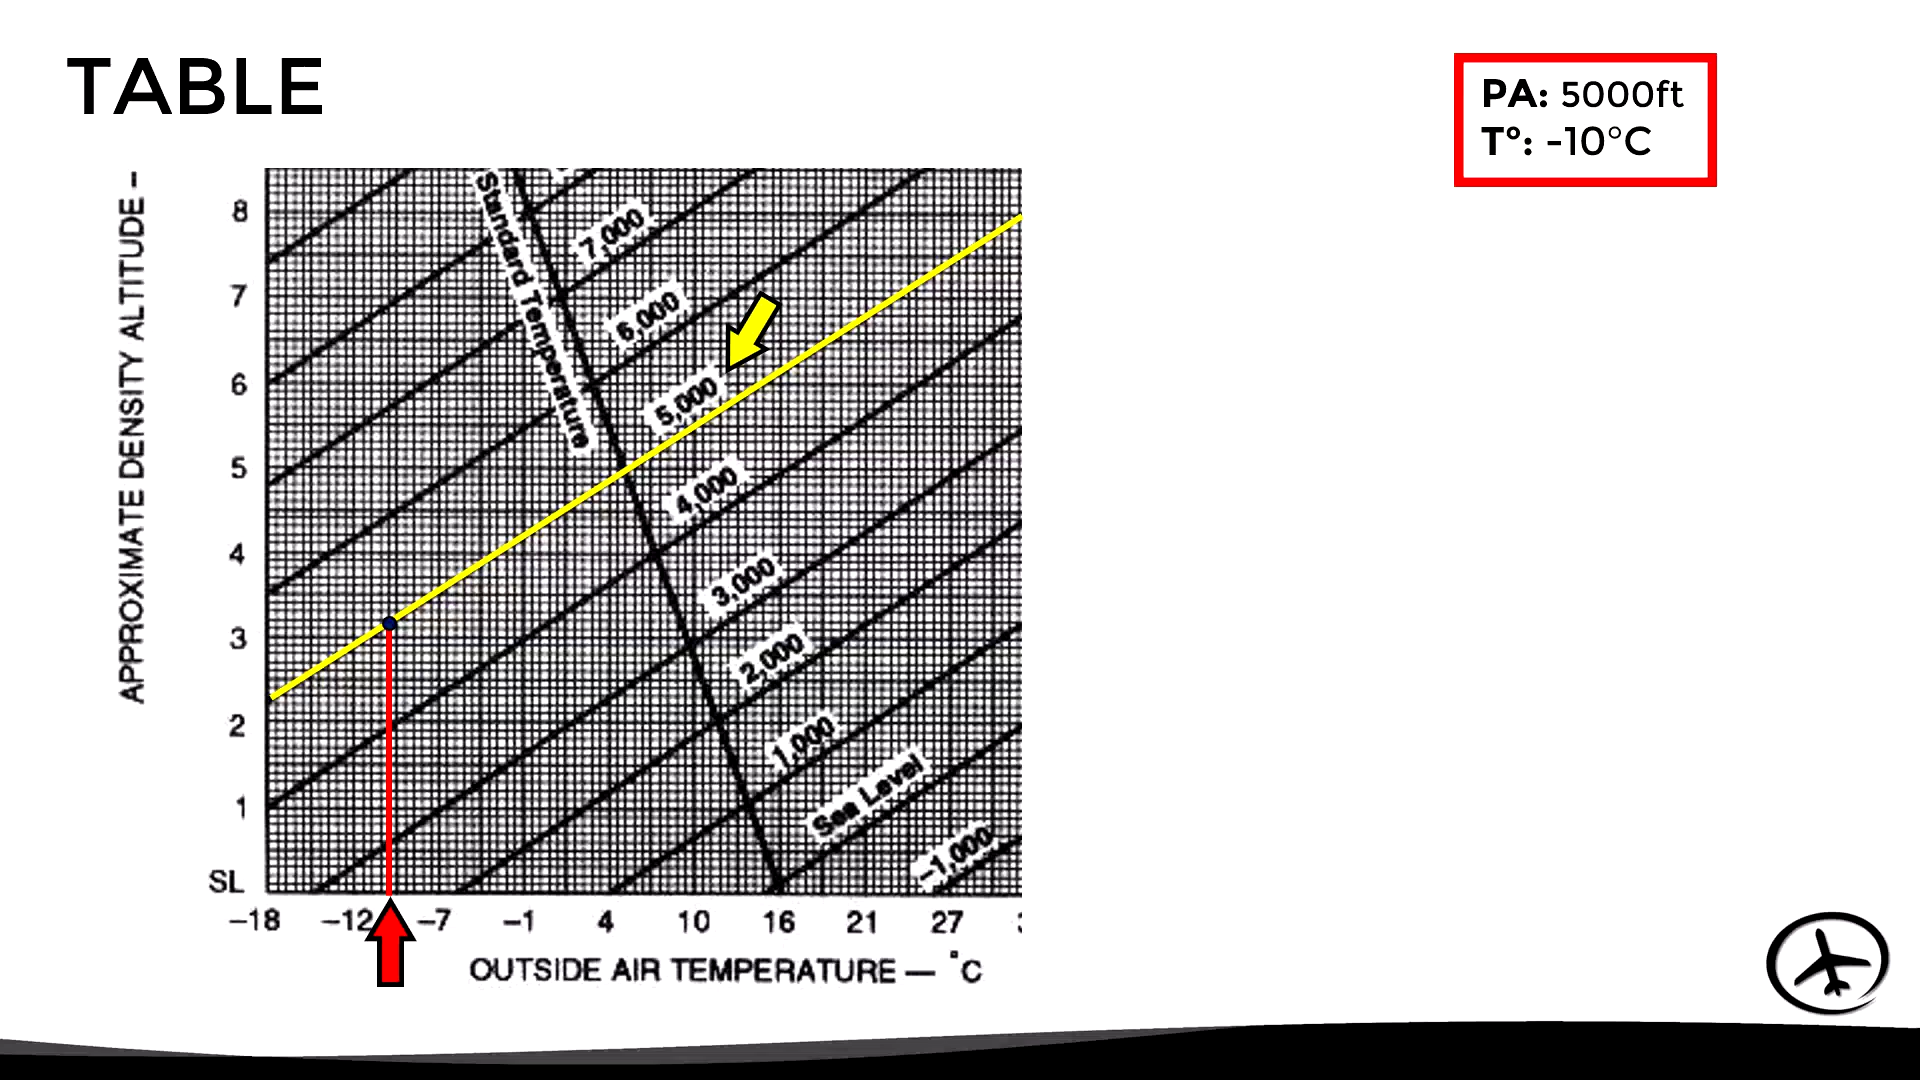 TABLE
PA: 5000ft
T°: -10°C
APPROXIMATE DENSITY ALTITUDE –
8
7
6
5
4
3
2
1
SL
Standard Temperature
7,000
6,000
5,000
4,000
3,000
2,000
1,000
Sea Level
–1,000
–18 –12 –7 –1 4 10 16 21 27
OUTSIDE AIR TEMPERATURE — °C